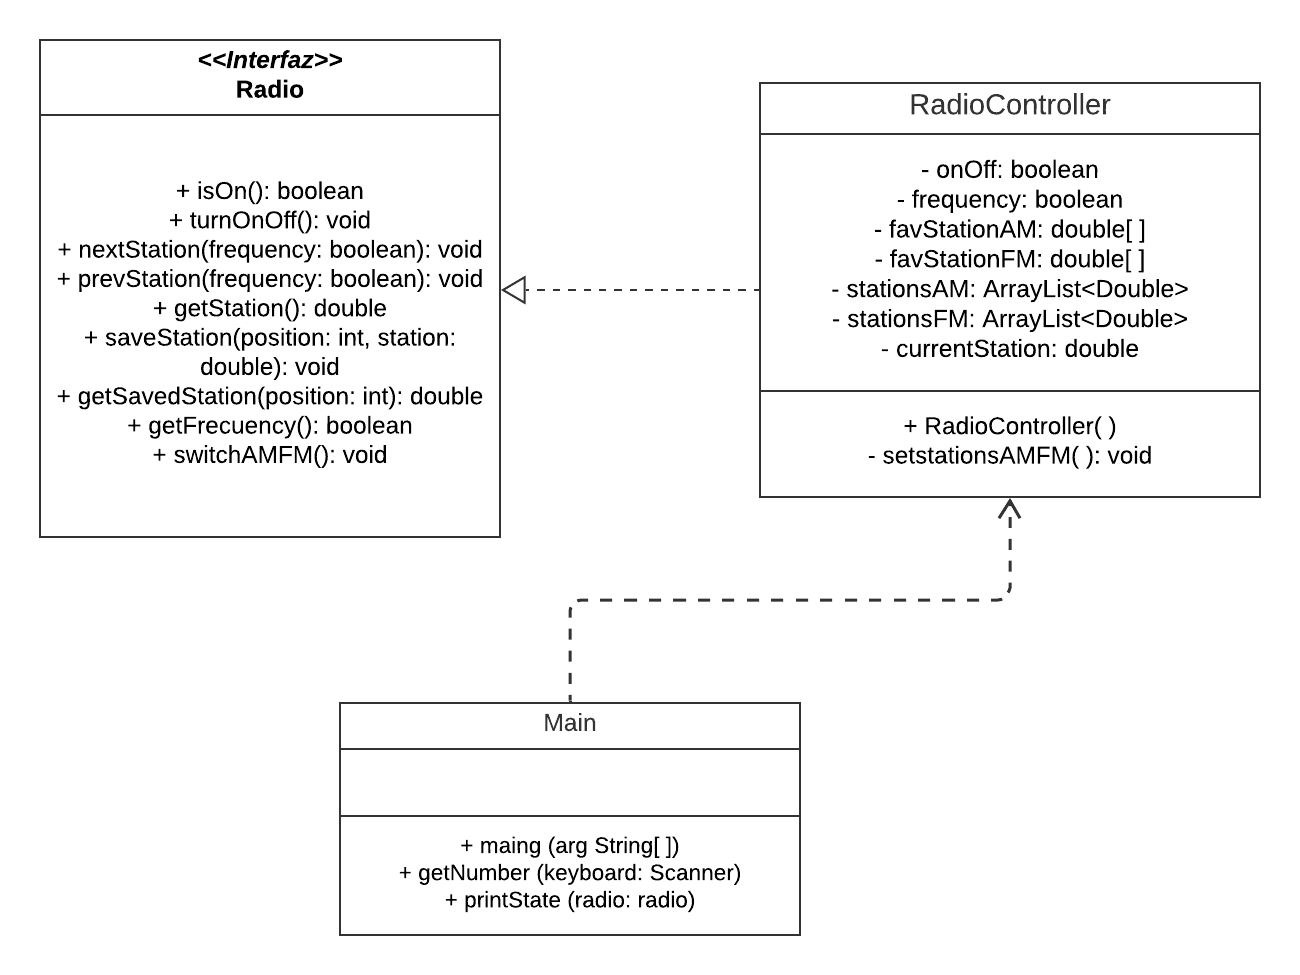 <<Interfaz>>
Radio
+ isOn(): boolean
+ turnOnOff(): void
+ nextStation(frequency: boolean): void
+ prevStation(frequency: boolean): void
+ getStation(): double
+ saveStation(position: int, station:
double): void
+ getSavedStation(position: int): double
+ getFrecuency(): boolean
+ switchAMFM(): void
RadioController
- onOff: boolean
- frequency: boolean
- favStationAM: double[ ]
- favStationFM: double[ ]
- stationsAM: ArrayList<Double>
- stationsFM: ArrayList<Double>
- currentStation: double
+ RadioController( )
- setstationsAMFM( ): void
Main
+ maing (arg String[ ])
+ getNumber (keyboard: Scanner)
+ printState (radio: radio)